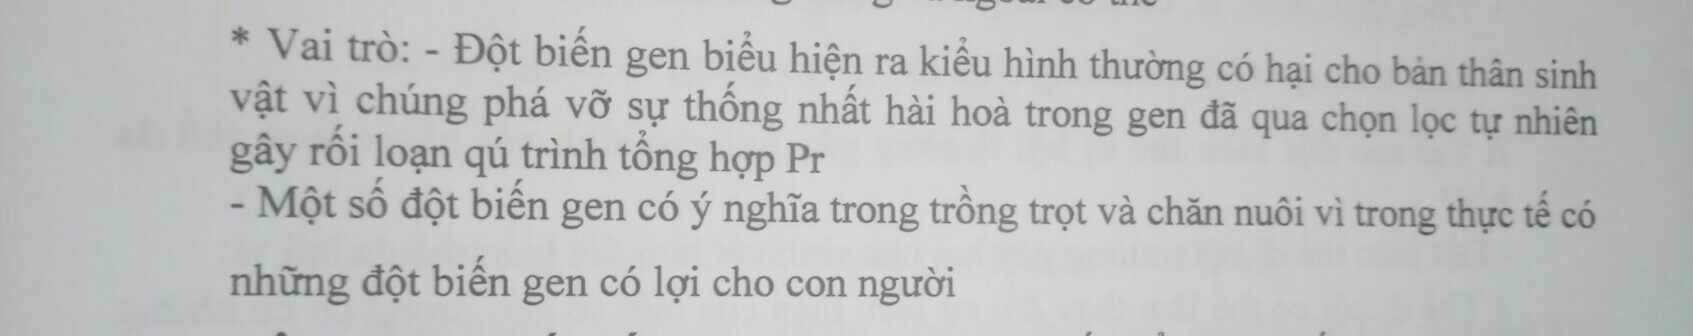 * Vai trò: - Đột biến gen biểu hiện ra kiểu hình thường có hại cho bản thân sinh
vật vì chúng phá vỡ sự thống nhất hài hoà trong gen đã qua chọn lọc tự nhiên
gây rối loạn qú trình tổng hợp Pr
- Một số đột biến gen có ý nghĩa trong trồng trọt và chăn nuôi vì trong thực tế có
những đột biến gen có lợi cho con người